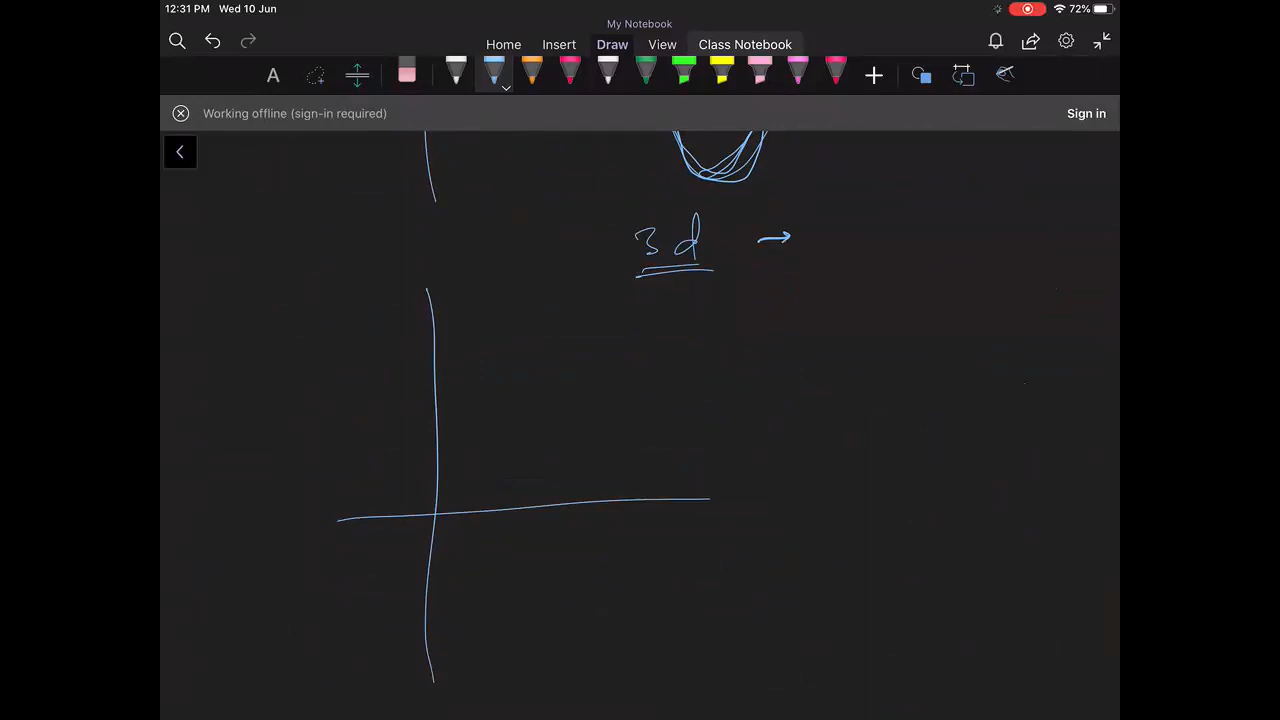 12:31 PM Wed 10 Jun 72%
My Notebook
Home Insert Draw View Class Notebook
A
Working offline (sign-in required) Sign in
3d →